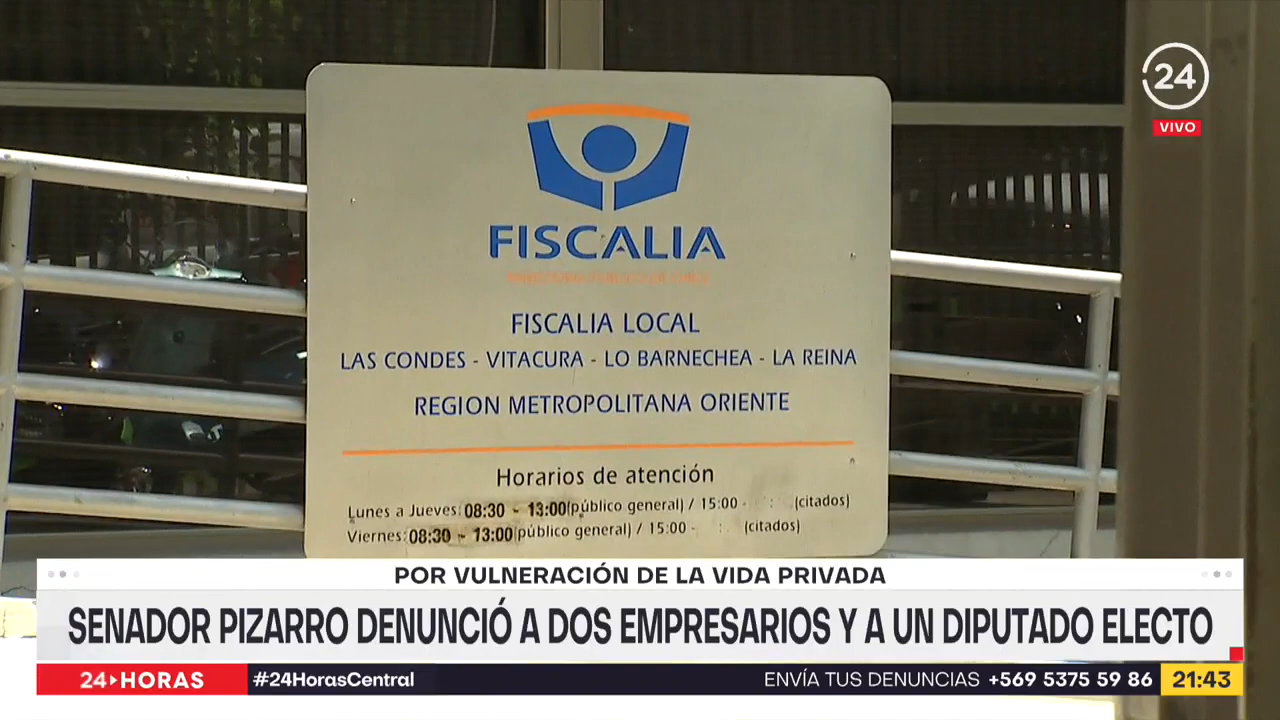 24
VIVO
FISCALIA
FISCALIA LOCAL
LAS CONDES - VITACURA - LO BARNECHEA - LA REINA
REGION METROPOLITANA ORIENTE
Horarios de atención
Lunes a Jueves: 08:30 - 13:00 (público general) / 15:00 - : (citados)
Viernes: 08:30 - 13:00 (público general) / 15:00 - : (citados)
POR VULNERACIÓN DE LA VIDA PRIVADA
SENADOR PIZARRO DENUNCIÓ A DOS EMPRESARIOS Y A UN DIPUTADO ELECTO
24 HORAS #24HorasCentral ENVÍA TUS DENUNCIAS +569 5375 59 86 21:43